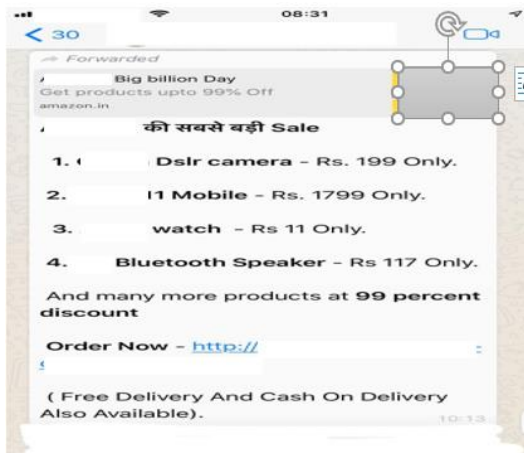 08:31
30
Forwarded
Big billion Day
Get products upto 99% Off
amazon.in
की सबसे बड़ी Sale
1. Dslr camera – Rs. 199 Only.
2. 11 Mobile – Rs. 1799 Only.
3. watch – Rs 11 Only.
4. Bluetooth Speaker – Rs 117 Only.
And many more products at 99 percent
discount
Order Now – http://
( Free Delivery And Cash On Delivery
Also Available).
10:13